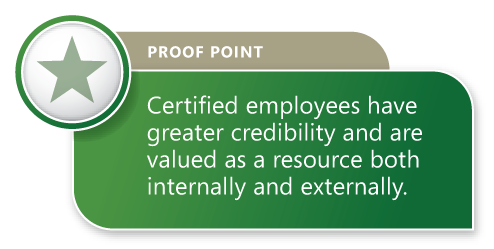 PROOF POINT
Certified employees have
greater credibility and are
valued as a resource both
internally and externally.